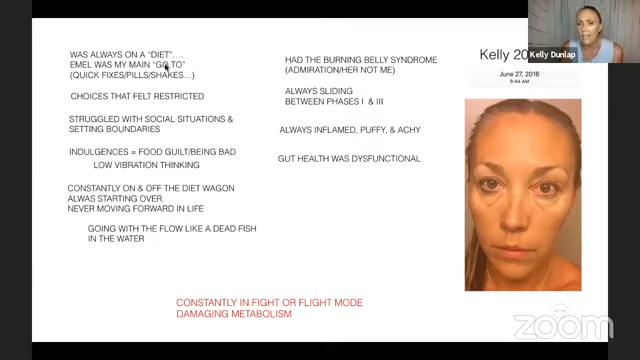 WAS ALWAYS ON A “DIET”….
EMEL WAS MY MAIN “GO TO”
(QUICK FIXES/PILLS/SHAKES…)
CHOICES THAT FELT RESTRICTED
STRUGGLED WITH SOCIAL SITUATIONS &
SETTING BOUNDARIES
INDULGENCES = FOOD GUILT/BEING BAD
LOW VIBRATION THINKING
CONSTANTLY ON & OFF THE DIET WAGON
ALWAS STARTING OVER.
NEVER MOVING FORWARD IN LIFE
GOING WITH THE FLOW LIKE A DEAD FISH
IN THE WATER
HAD THE BURNING BELLY SYNDROME
(ADMIRATION/HER NOT ME)
ALWAYS SLIDING
BETWEEN PHASES I & III
ALWAYS INFLAMED, PUFFY, & ACHY
GUT HEALTH WAS DYSFUNCTIONAL
CONSTANTLY IN FIGHT OR FLIGHT MODE
DAMAGING METABOLISM
Kelly 20
June 27, 2016
8:44 AM
Kelly Dunlap
zoom